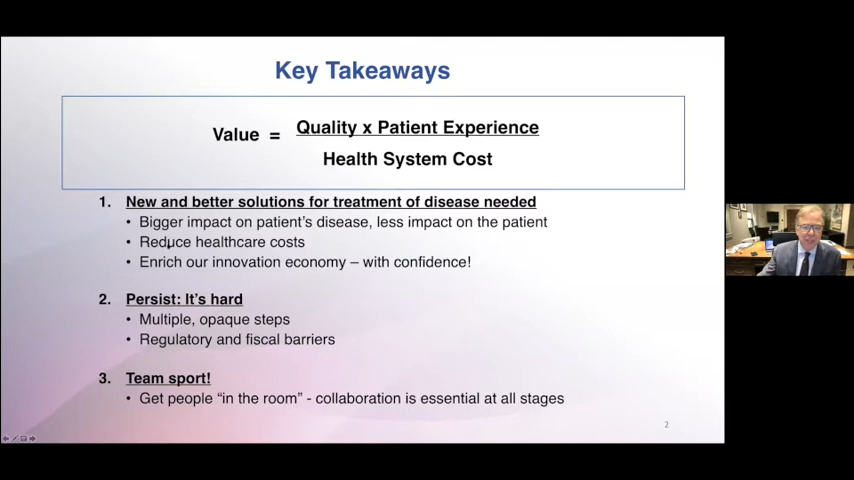 Key Takeaways
Value = Quality x Patient Experience
Health System Cost
1. New and better solutions for treatment of disease needed
• Bigger impact on patient's disease, less impact on the patient
• Reduce healthcare costs
• Enrich our innovation economy – with confidence!
2. Persist: It's hard
• Multiple, opaque steps
• Regulatory and fiscal barriers
3. Team sport!
• Get people “in the room” - collaboration is essential at all stages
2